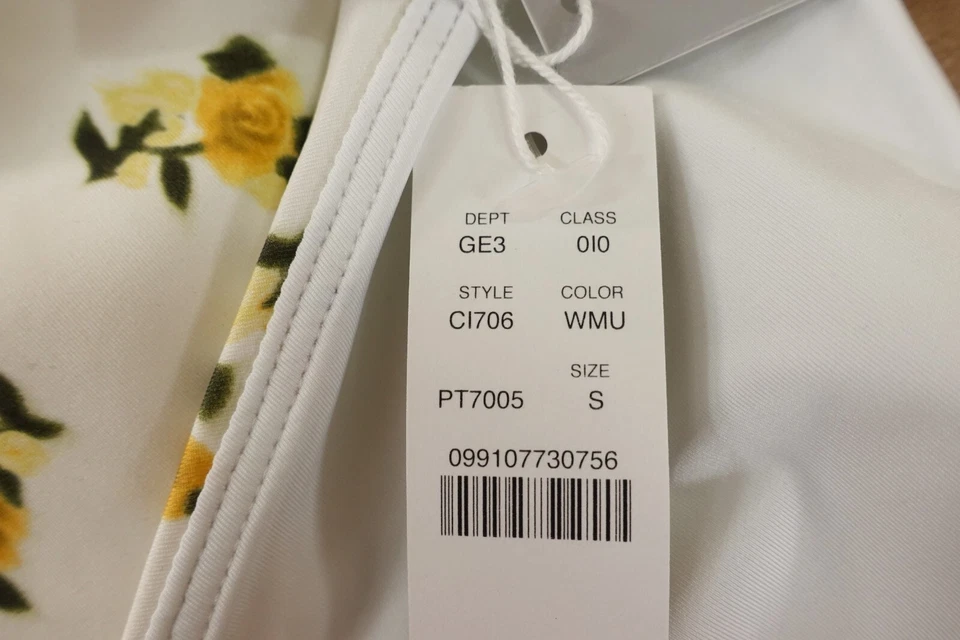 DEPT CLASS
GE3 0I0
STYLE COLOR
CI706 WMU
SIZE
PT7005 S
099107730756